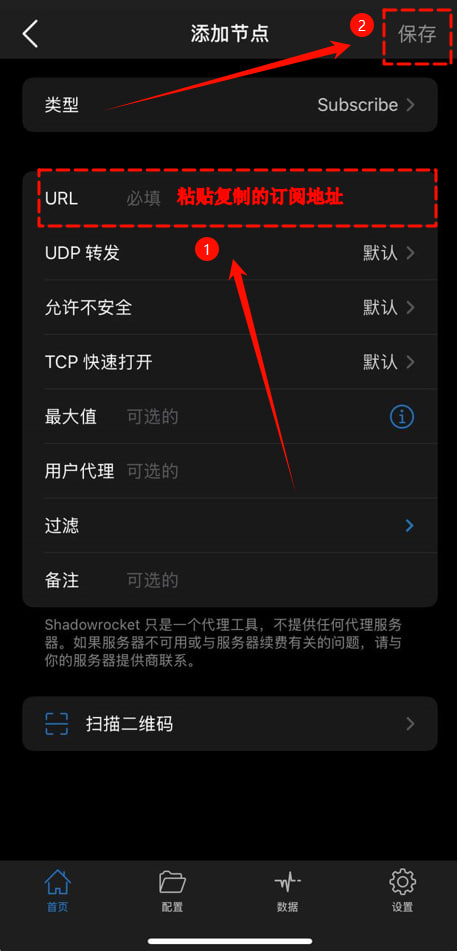 添加节点
2
保存
类型
Subscribe
URL 必填 粘贴复制的订阅地址
1
UDP 转发 默认
允许不安全 默认
TCP 快速打开 默认
最大值 可选的
用户代理 可选的
过滤
备注 可选的
Shadowrocket 只是一个代理工具，不提供任何代理服务
器。如果服务器不可用或与服务器续费有关的问题，请与
你的服务器提供商联系。
扫描二维码
首页 配置 数据 设置